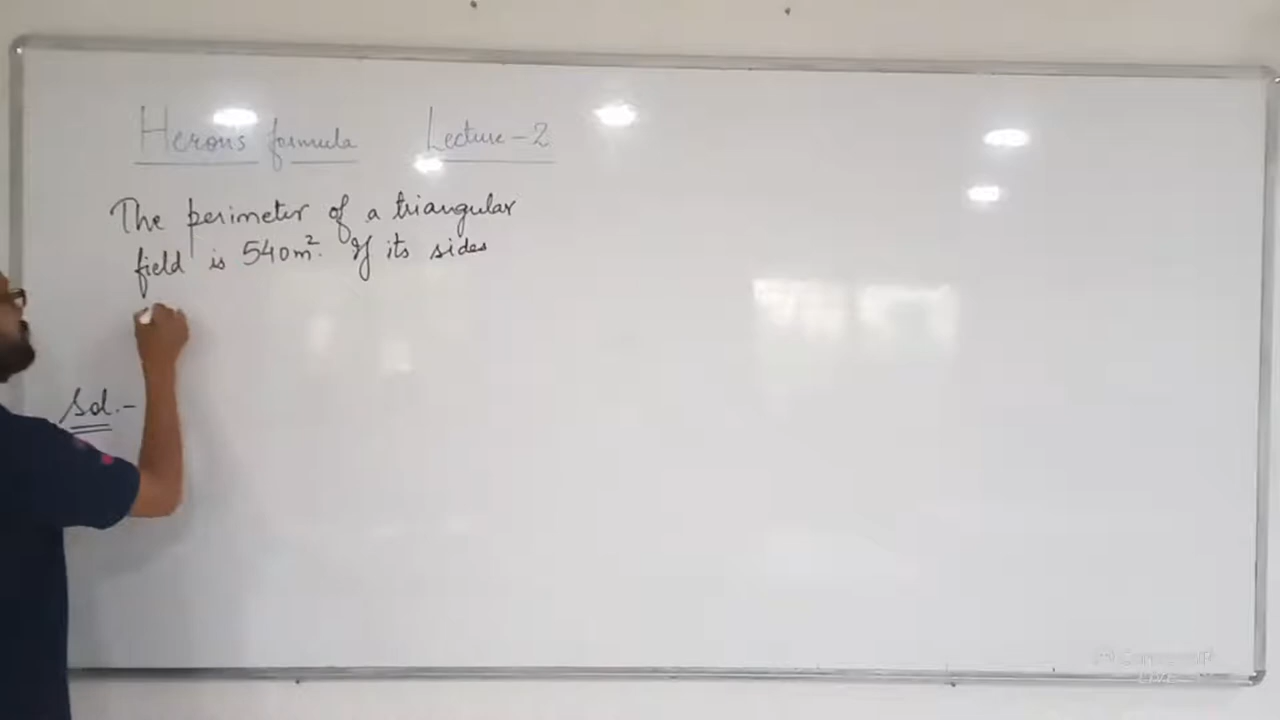 Herons formula Lecture-2
The perimeter of a triangular
field is 540m². If its sides
Sol.-